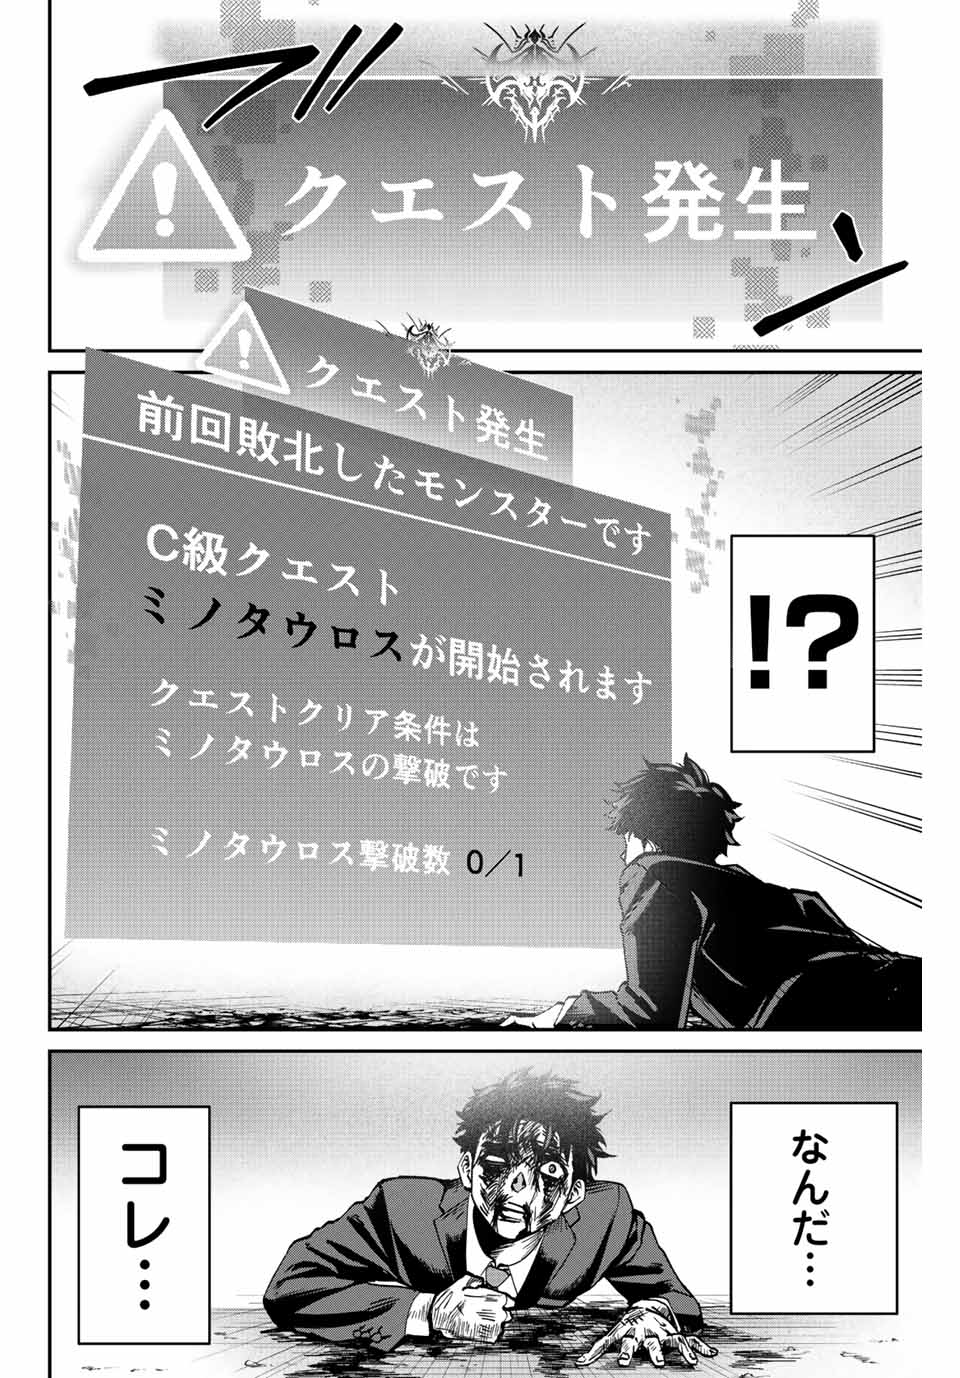 クエスト発生
クエスト発生
前回敗北したモンスターです
C級クエスト
ミノタウロスが開始されます
クエストクリア条件は
ミノタウロスの撃破です
ミノタウロス撃破数 0/1
!?
なんだ…
コレ…